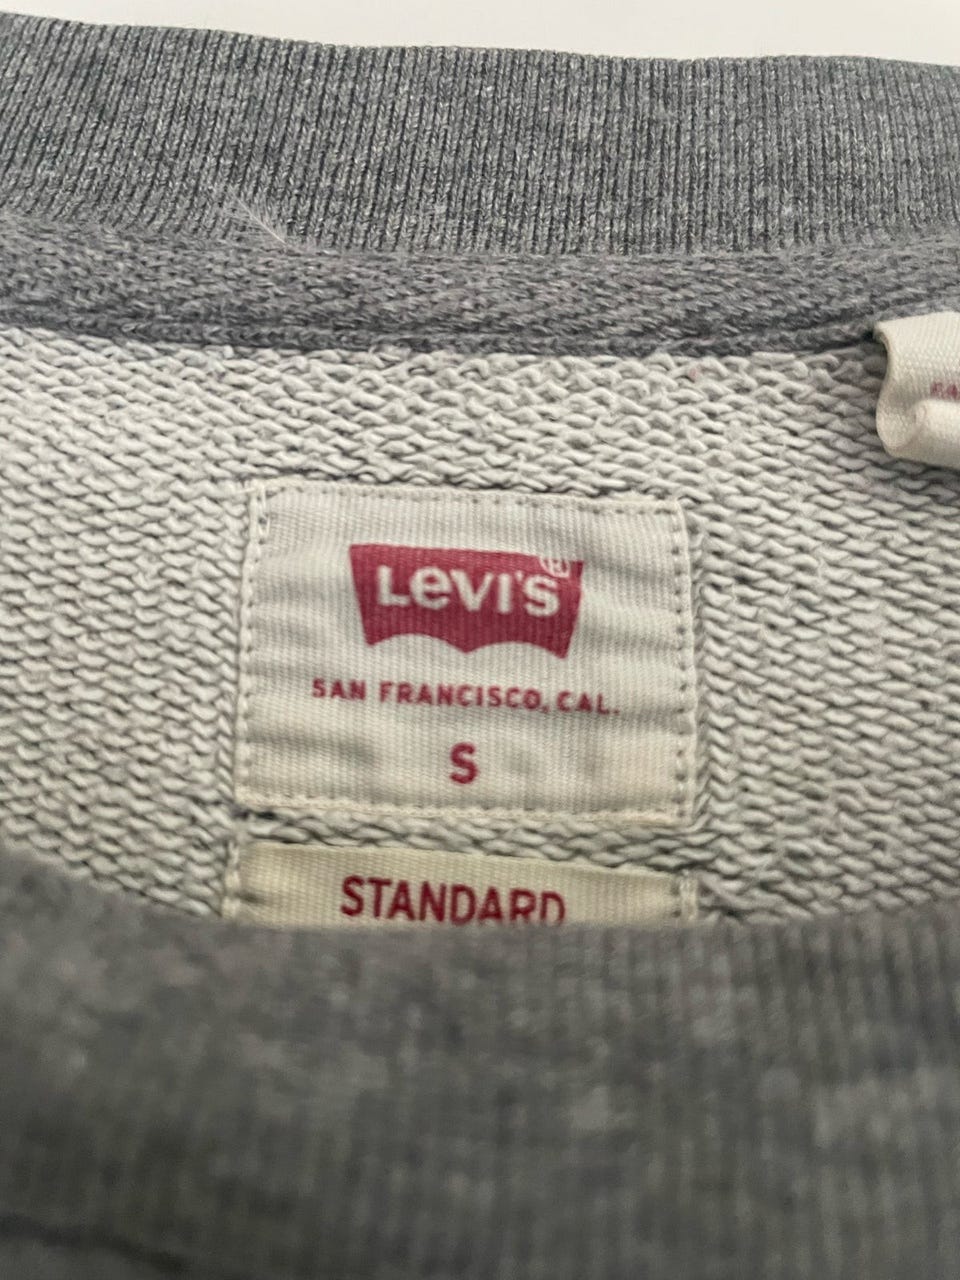 Levi's®
SAN FRANCISCO, CAL.
S
STANDARD